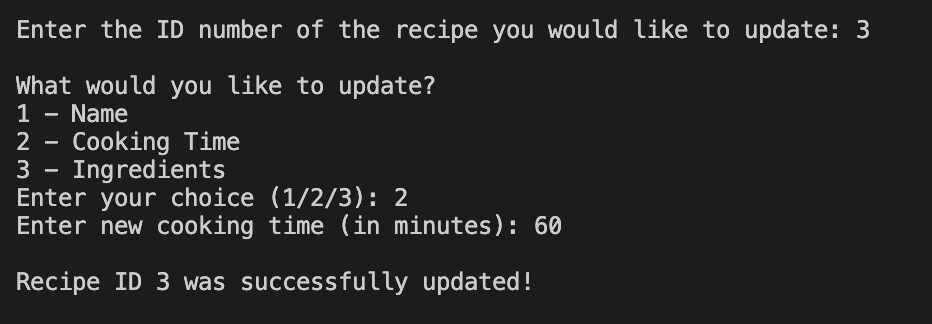 Enter the ID number of the recipe you would like to update: 3
What would you like to update?
1 – Name
2 – Cooking Time
3 – Ingredients
Enter your choice (1/2/3): 2
Enter new cooking time (in minutes): 60
Recipe ID 3 was successfully updated!